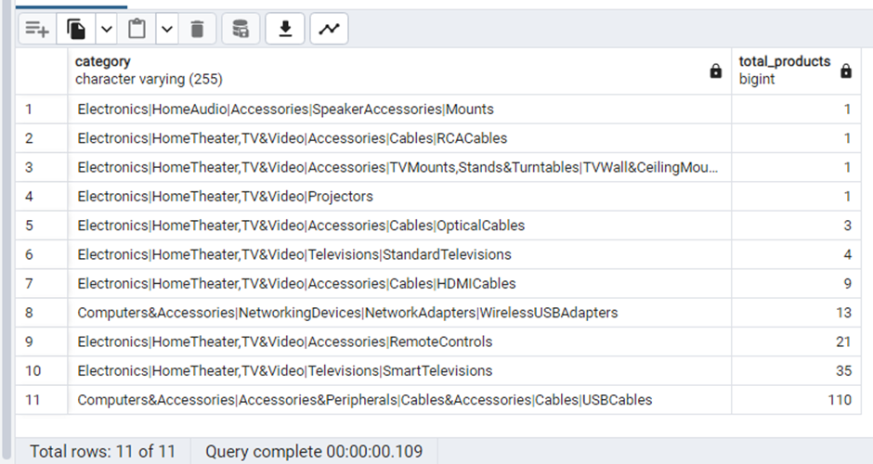 category
character varying (255)
total_products
bigint
1 Electronics|HomeAudio|Accessories|SpeakerAccessories|Mounts 1
2 Electronics|HomeTheater,TV&Video|Accessories|Cables|RCACables 1
3 Electronics|HomeTheater,TV&Video|Accessories|TVMounts,Stands&Turntables|TVWall&CeilingMou... 1
4 Electronics|HomeTheater,TV&Video|Projectors 1
5 Electronics|HomeTheater,TV&Video|Accessories|Cables|OpticalCables 3
6 Electronics|HomeTheater,TV&Video|Televisions|StandardTelevisions 4
7 Electronics|HomeTheater,TV&Video|Accessories|Cables|HDMICables 9
8 Computers&Accessories|NetworkingDevices|NetworkAdapters|WirelessUSBAdapters 13
9 Electronics|HomeTheater,TV&Video|Accessories|RemoteControls 21
10 Electronics|HomeTheater,TV&Video|Televisions|SmartTelevisions 35
11 Computers&Accessories|Accessories&Peripherals|Cables&Accessories|Cables|USBCables 110
Total rows: 11 of 11 Query complete 00:00:00.109